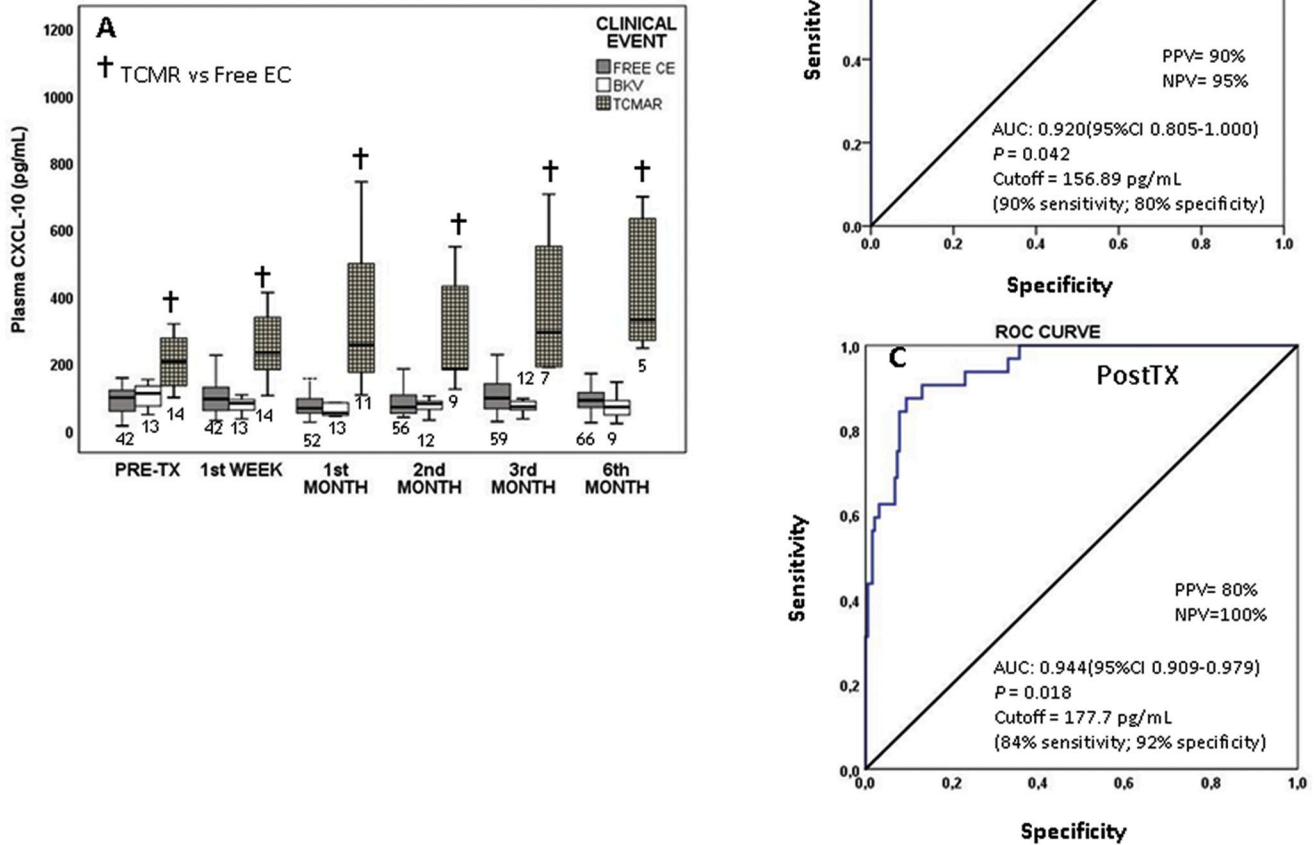 A
† TCMR vs Free EC
CLINICAL
EVENT
FREE CE
BKV
TCMAR
Plasma CXCL-10 (pg/mL)
1200
1000
800
600
400
200
0
†
†
†
†
†
†
42
13
14
42
13
14
52
13
11
56
12
9
59
12
7
66
9
5
PRE-TX
1st WEEK
1st
MONTH
2nd
MONTH
3rd
MONTH
6th
MONTH
0.4
0.2
0.0
PPV= 90%
NPV= 95%
AUC: 0.920(95%CI 0.805-1.000)
P = 0.042
Cutoff = 156.89 pg/mL
(90% sensitivity; 80% specificity)
0.0 0.2 0.4 0.6 0.8 1.0
Specificity
ROC CURVE
C
PostTX
Sensitivity
1,0
0,8
0,6
0,4
0,2
0,0
PPV= 80%
NPV=100%
AUC: 0.944(95%CI 0.909-0.979)
P = 0.018
Cutoff = 177.7 pg/mL
(84% sensitivity; 92% specificity)
0,0 0,2 0,4 0,6 0,8 1,0
Specificity